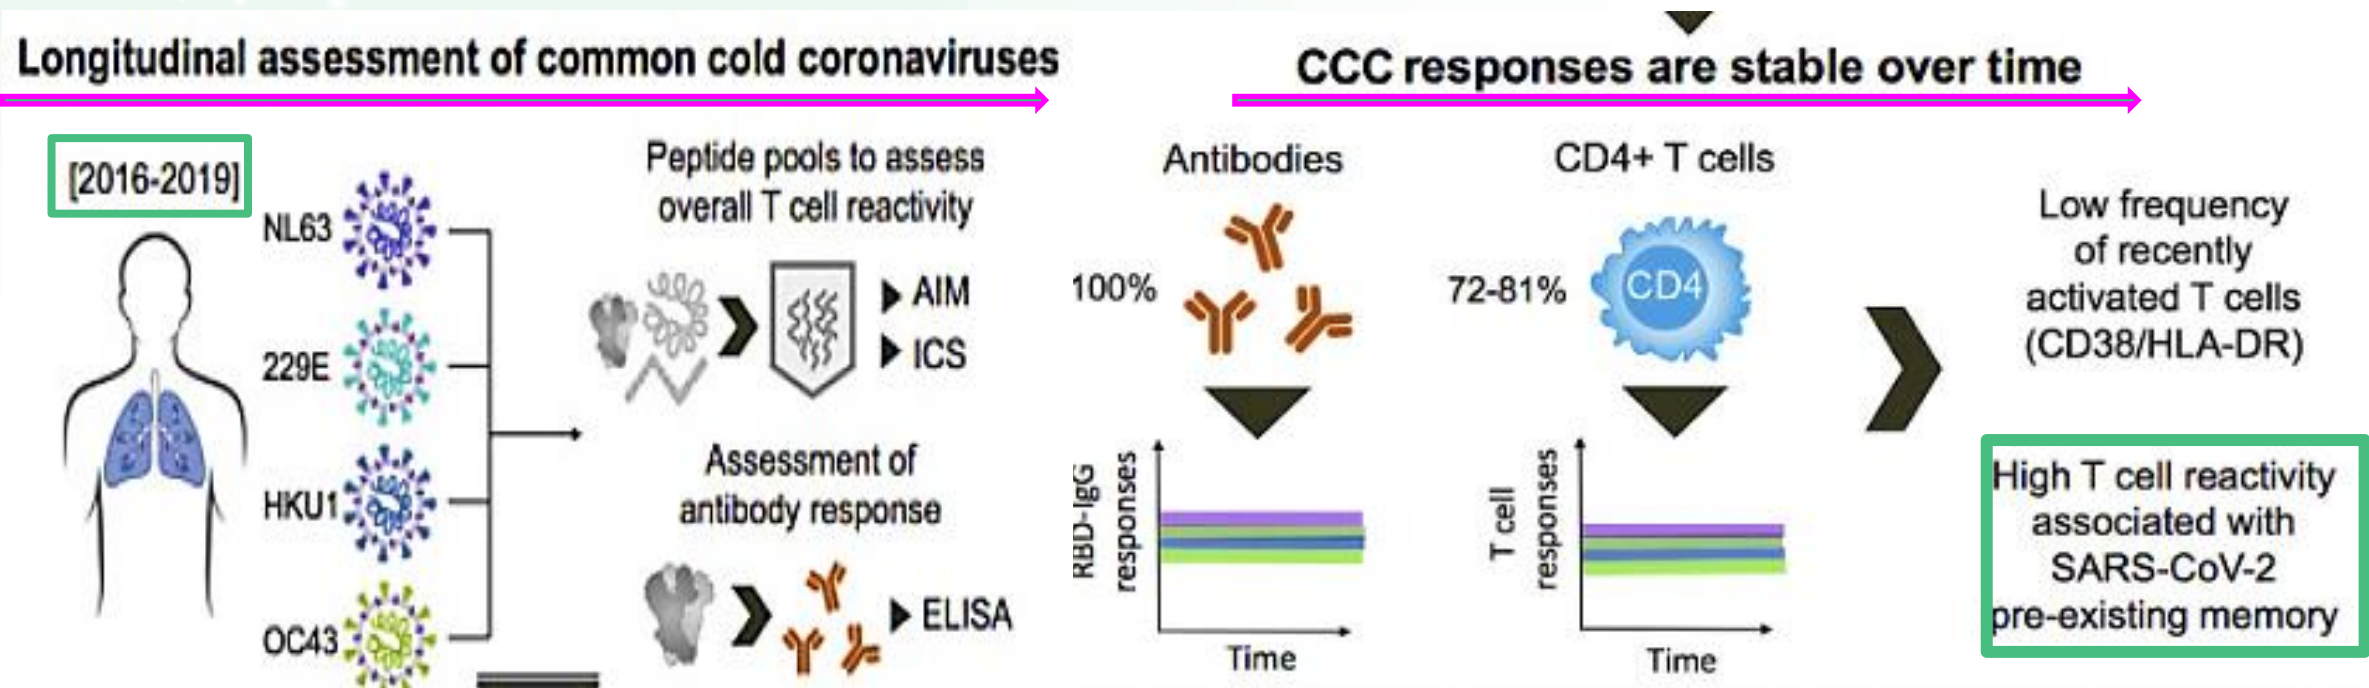 Longitudinal assessment of common cold coronaviruses
[2016-2019]
NL63
229E
HKU1
OC43
Peptide pools to assess
overall T cell reactivity
AIM
ICS
Assessment of
antibody response
ELISA
CCC responses are stable over time
Antibodies
100%
RBD-IgG
responses
Time
CD4+ T cells
72-81%
CD4
T cell
responses
Time
Low frequency
of recently
activated T cells
(CD38/HLA-DR)
High T cell reactivity
associated with
SARS-CoV-2
pre-existing memory